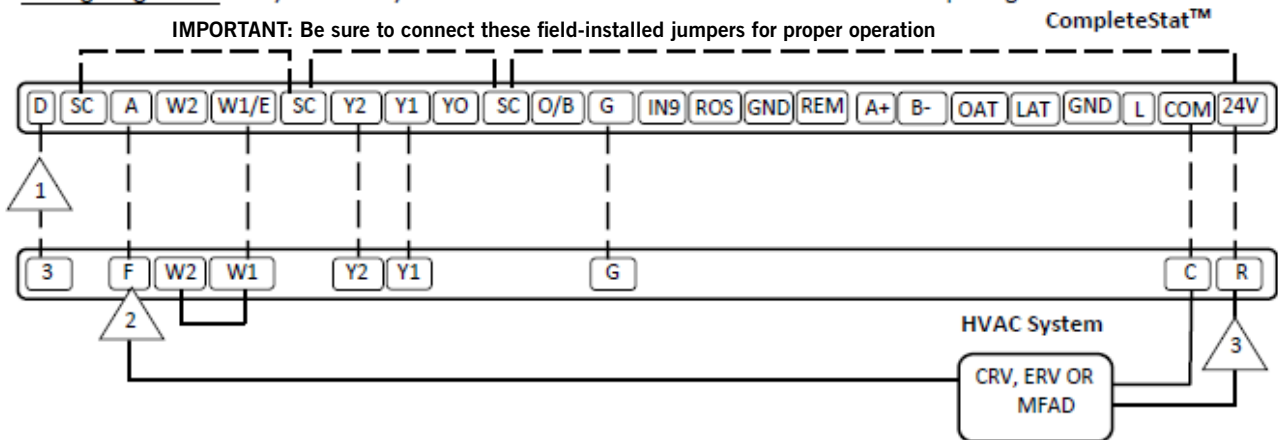 IMPORTANT: Be sure to connect these field-installed jumpers for proper operation
CompleteStat™
D SC A W2 W1/E SC Y2 Y1 YO SC O/B G IN9 ROS GND REM A+ B- OAT LAT GND L COM 24V
1
3 F W2 W1 Y2 Y1 G C R
2
HVAC System
3
CRV, ERV OR
MFAD